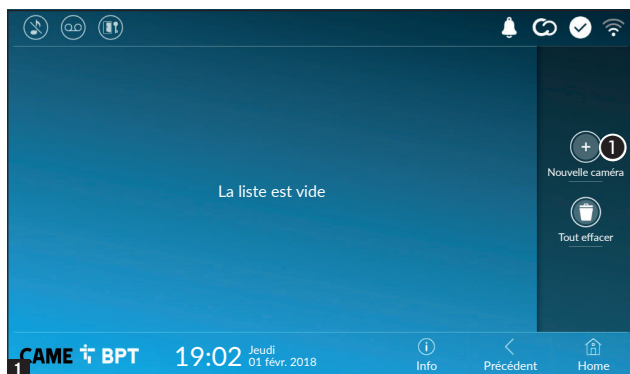 1
Nouvelle caméra
La liste est vide
Tout effacer
CAME BPT
19:02 Jeudi
01 févr. 2018
Info
Précédent
Home
1